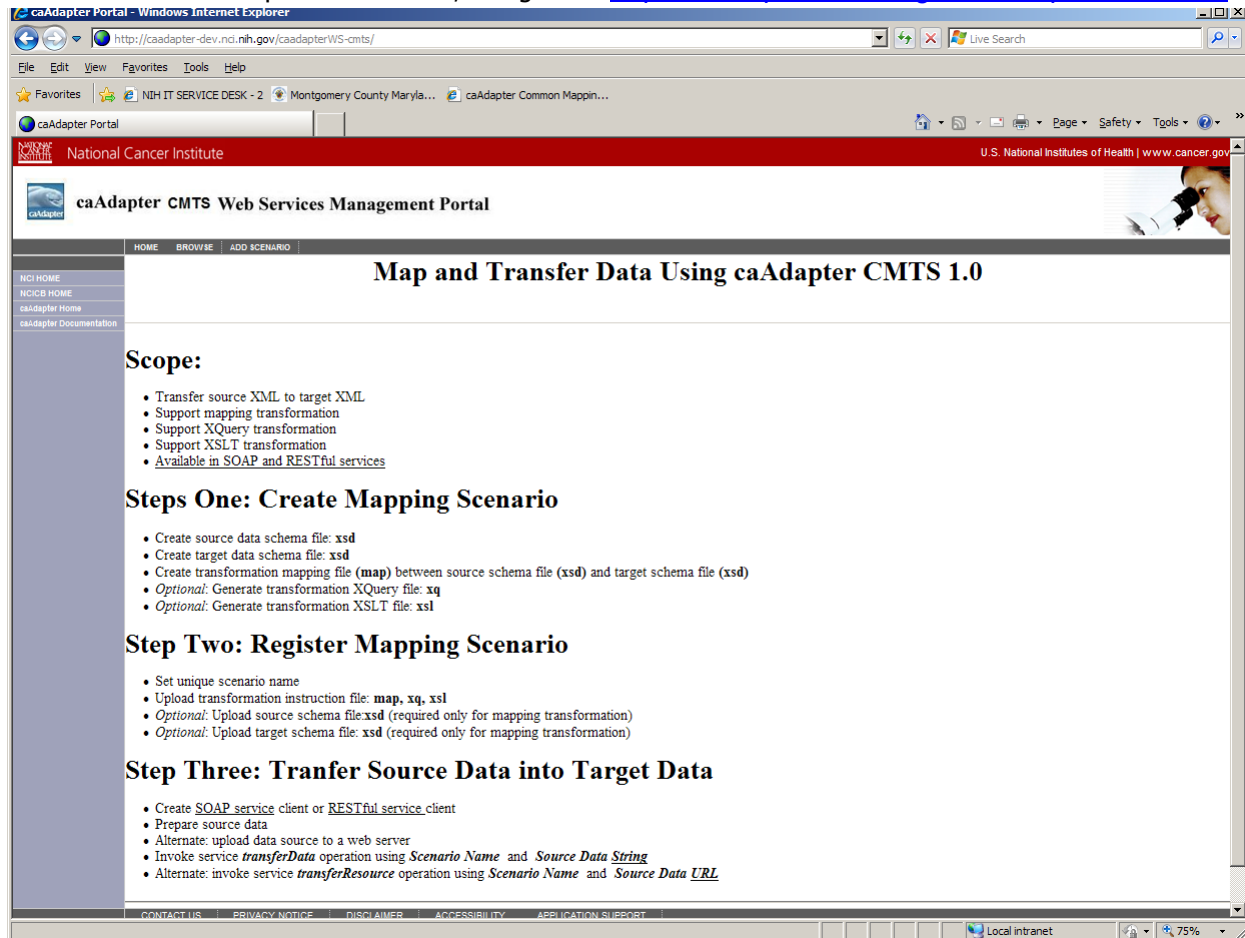 caAdapter Portal - Windows Internet Explorer
http://caadapter-dev.nci.nih.gov/caadapterWS-cmts/
Live Search
File Edit View Favorites Tools Help
Favorites NIH IT SERVICE DESK - 2 Montgomery County Maryla... caAdapter Common Mappin...
caAdapter Portal
Page Safety Tools
National Cancer Institute
U.S. National Institutes of Health | www.cancer.gov
caAdapter
caAdapter CMTS Web Services Management Portal
HOME BROWSE ADD SCENARIO
NCI HOME
NCICB HOME
caAdapter Home
caAdapter Documentation
Map and Transfer Data Using caAdapter CMTS 1.0
Scope:
• Transfer source XML to target XML
• Support mapping transformation
• Support XQuery transformation
• Support XSLT transformation
• Available in SOAP and RESTful services
Steps One: Create Mapping Scenario
• Create source data schema file: xsd
• Create target data schema file: xsd
• Create transformation mapping file (map) between source schema file (xsd) and target schema file (xsd)
• Optional: Generate transformation XQuery file: xq
• Optional: Generate transformation XSLT file: xsl
Step Two: Register Mapping Scenario
• Set unique scenario name
• Upload transformation instruction file: map, xq, xsl
• Optional: Upload source schema file:xsd (required only for mapping transformation)
• Optional: Upload target schema file: xsd (required only for mapping transformation)
Step Three: Tranfer Source Data into Target Data
• Create SOAP service client or RESTful service client
• Prepare source data
• Alternate: upload data source to a web server
• Invoke service transferData operation using Scenario Name and Source Data String
• Alternate: invoke service transferResource operation using Scenario Name and Source Data URL
CONTACT US PRIVACY NOTICE DISCLAIMER ACCESSIBILITY APPLICATION SUPPORT
Local intranet
75%